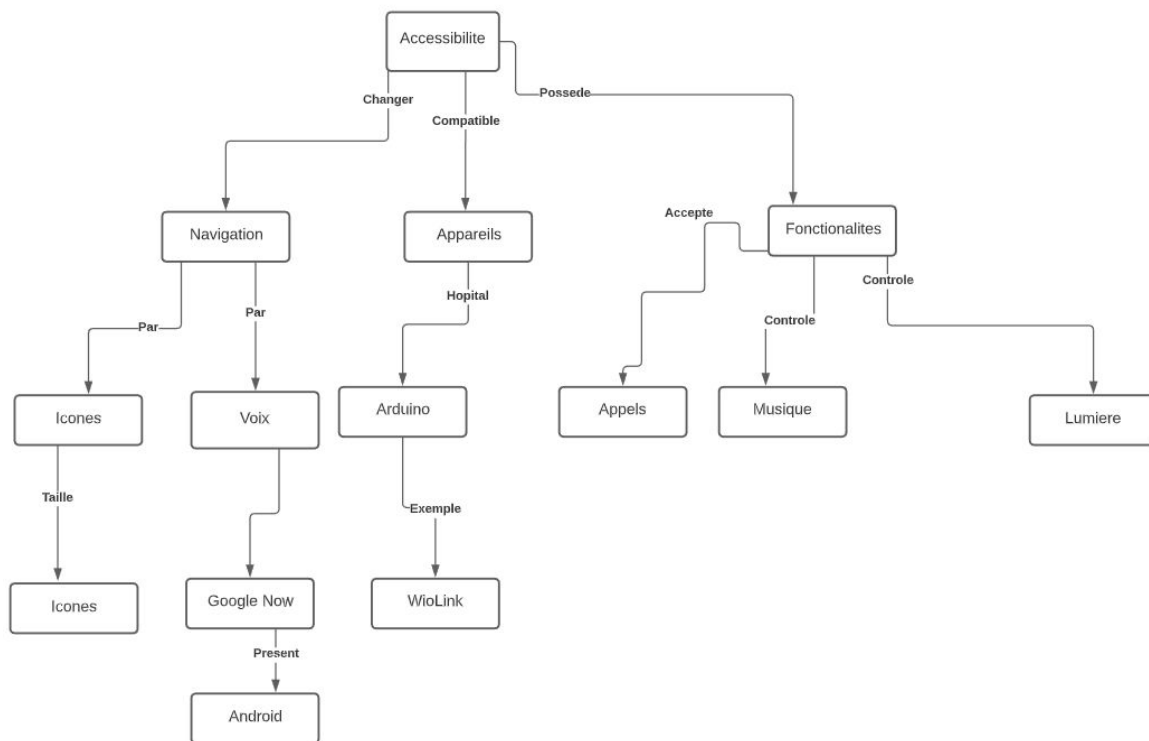 Accessibilite
Changer
Possede
Compatible
Navigation
Appareils
Accepte
Fonctionalites
Hopital
Controle
Par
Par
Controle
Icones
Voix
Arduino
Appels
Musique
Lumiere
Taille
Exemple
Icones
Google Now
WioLink
Present
Android